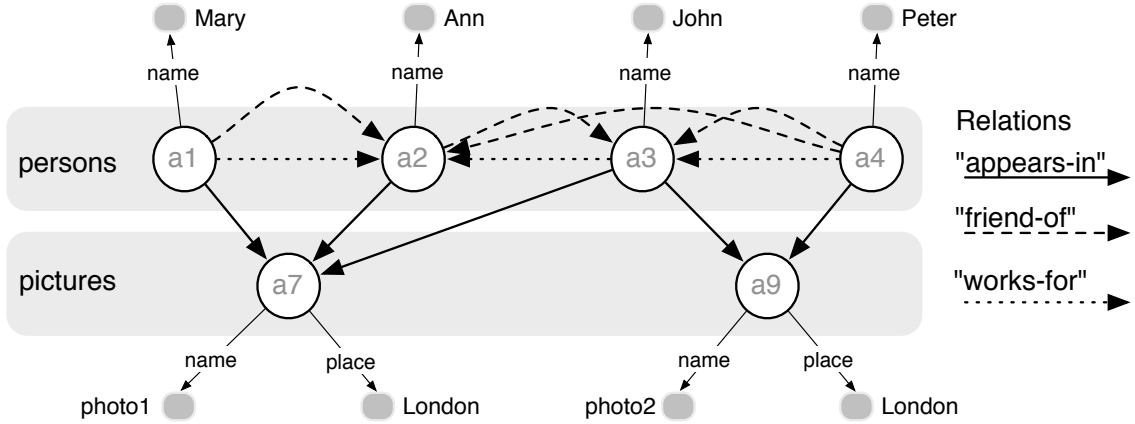 Mary
Ann
John
Peter
name
name
name
name
persons
a1
a2
a3
a4
Relations
"appears-in"
"friend-of"
"works-for"
pictures
a7
a9
name
place
name
place
photo1
London
photo2
London